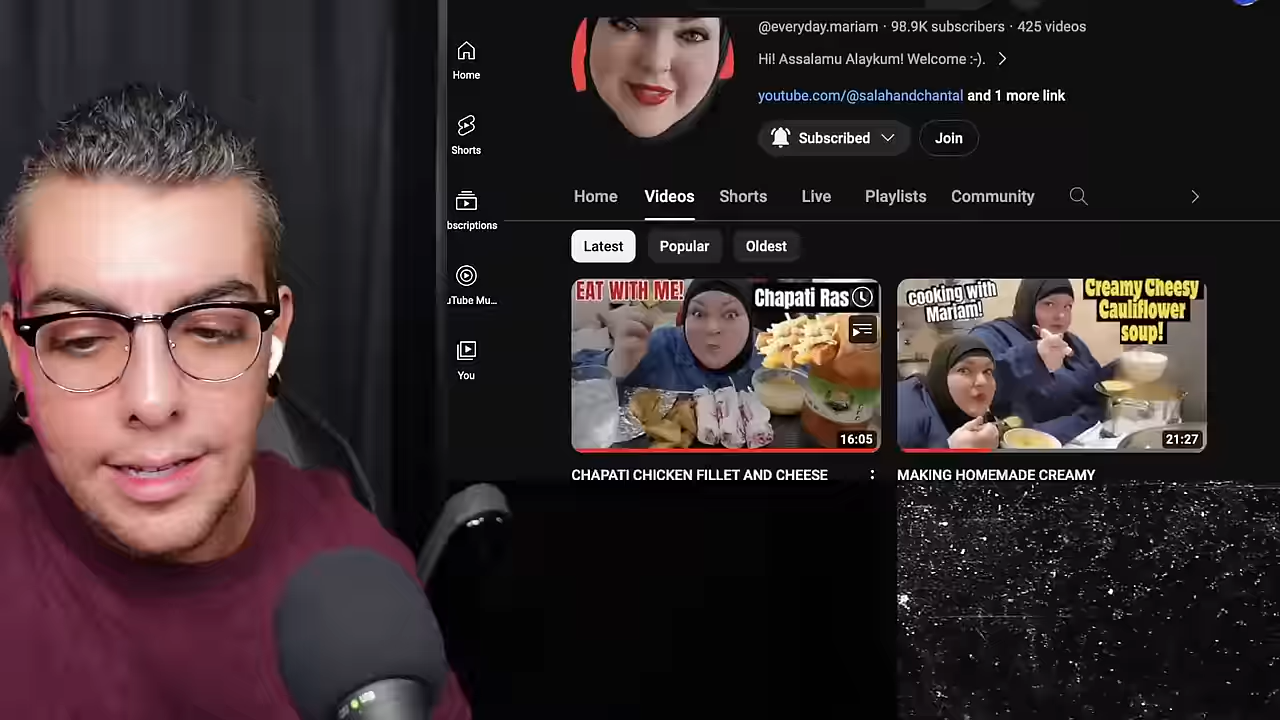 @everyday.mariam · 98.9K subscribers · 425 videos
Hi! Assalamu Alaykum! Welcome :-).
youtube.com/@salahandchantal and 1 more link
Subscribed
Join
Home
Shorts
bscriptions
uTube Mu...
You
Home
Videos
Shorts
Live
Playlists
Community
Latest
Popular
Oldest
EAT WITH ME!
Chapati Ras
16:05
CHAPATI CHICKEN FILLET AND CHEESE
Cooking with
Mariam!
Creamy Cheesy
Cauliflower
soup!
21:27
MAKING HOMEMADE CREAMY